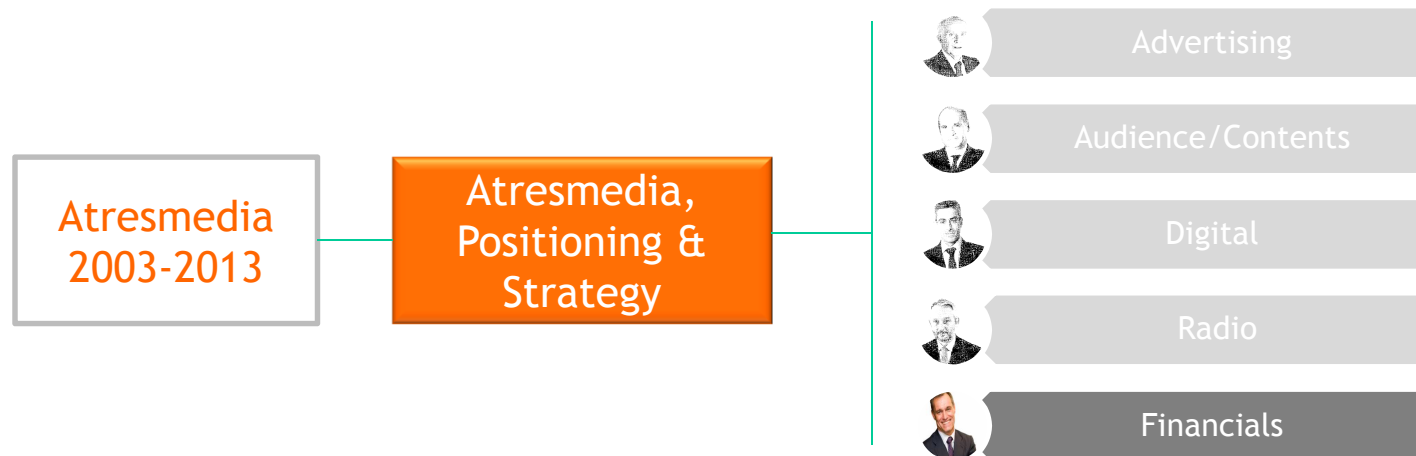 Atresmedia
2003-2013
Atresmedia,
Positioning &
Strategy
Advertising
Audience/Contents
Digital
Radio
Financials